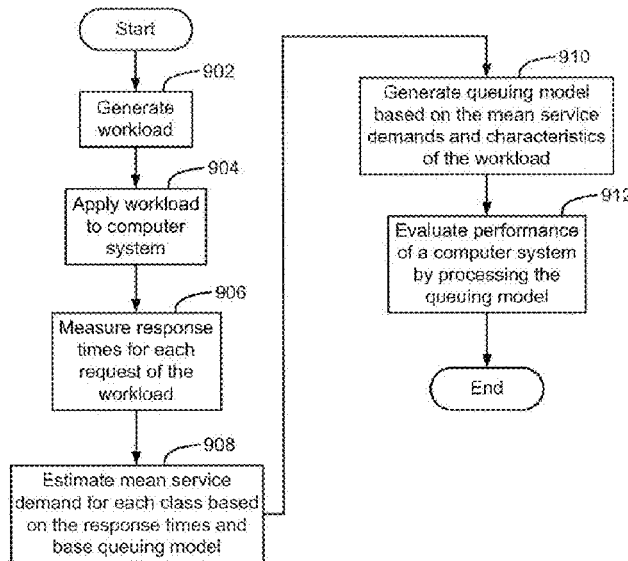 Start
902
Generate
workload
904
Apply workload
to computer
system
906
Measure response
times for each
request of the
workload
908
Estimate mean service
demand for each class based
on the response times and
base queuing model
910
Generate queuing model
based on the mean service
demands and characteristics
of the workload
912
Evaluate performance
of a computer system
by processing the
queuing model
End